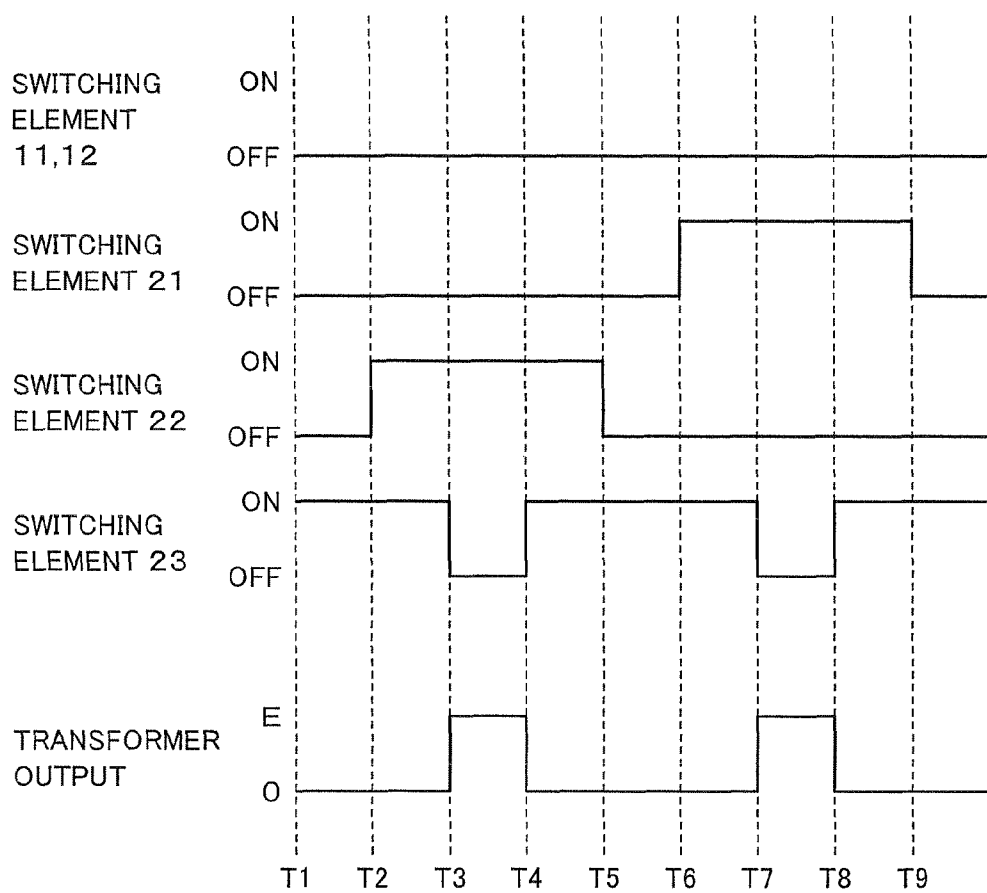 SWITCHING
ELEMENT
11,12
ON
OFF
SWITCHING
ELEMENT 21
ON
OFF
SWITCHING
ELEMENT 22
ON
OFF
SWITCHING
ELEMENT 23
ON
OFF
TRANSFORMER
OUTPUT
E
0
T1 T2 T3 T4 T5 T6 T7 T8 T9